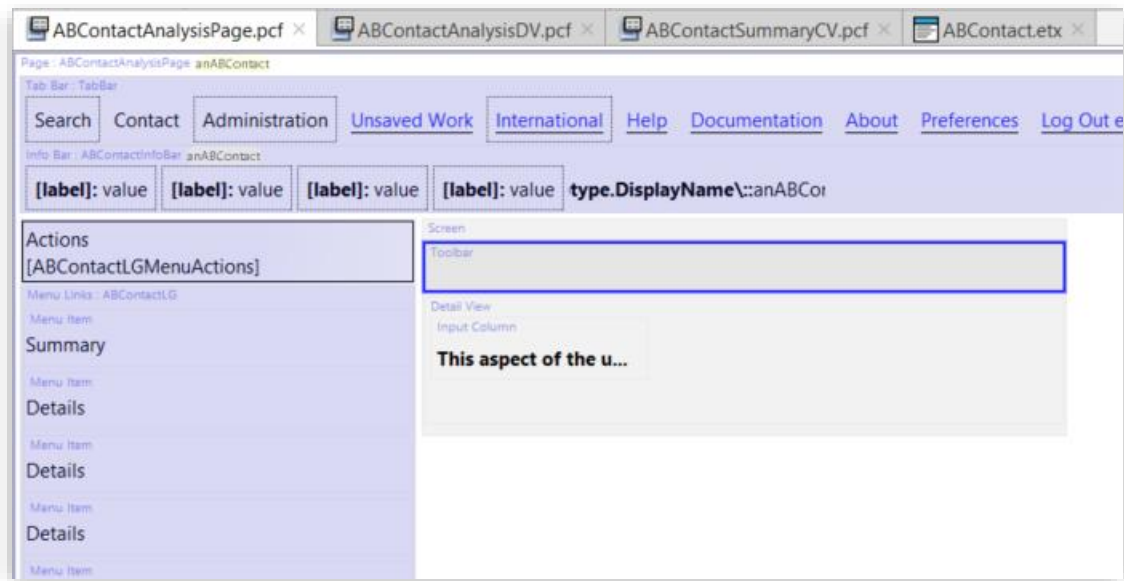 ABContactAnalysisPage.pcf × ABContactAnalysisDV.pcf × ABContactSummaryCV.pcf × ABContact.etx ×
Page : ABContactAnalysisPage anABContact
Tab Bar : TabBar
Search Contact Administration Unsaved Work International Help Documentation About Preferences Log Out e
Info Bar : ABContactInfoBar anABContact
[label]: value [label]: value [label]: value [label]: value type.DisplayName\::anABCor
Actions
[ABContactLGMenuActions]
Menu Links : ABContactLG
Menu Item
Summary
Menu Item
Details
Menu Item
Details
Menu Item
Details
Menu Item
Screen
Toolbar
Detail View
Input Column
This aspect of the u...